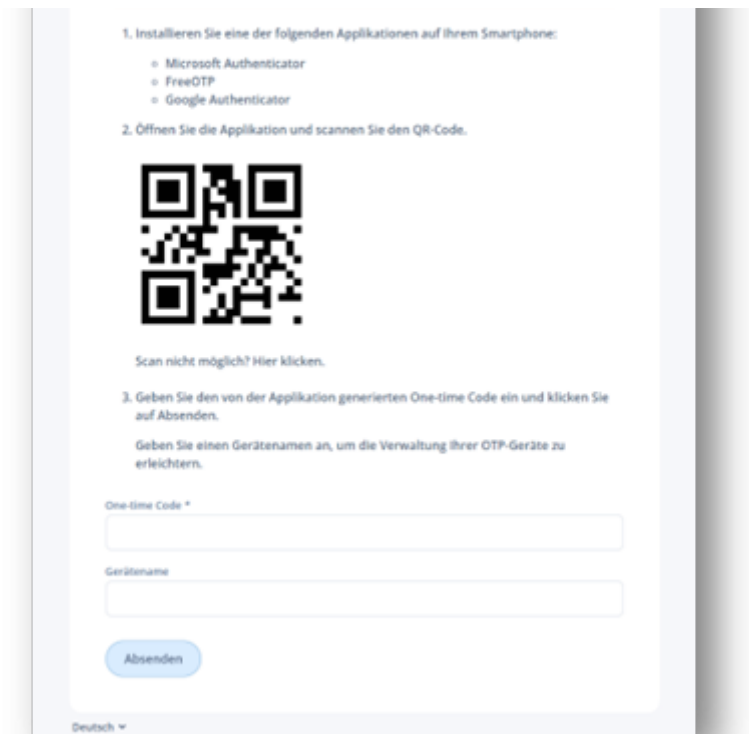 1. Installieren Sie eine der folgenden Applikationen auf Ihrem Smartphone:
○ Microsoft Authenticator
○ FreeOTP
○ Google Authenticator
2. Öffnen Sie die Applikation und scannen Sie den QR-Code.
Scan nicht möglich? Hier klicken.
3. Geben Sie den von der Applikation generierten One-time Code ein und klicken Sie
auf Absenden.
Geben Sie einen Gerätenamen an, um die Verwaltung Ihrer OTP-Geräte zu
erleichtern.
One-time Code *
Gerätename
Absenden
Deutsch